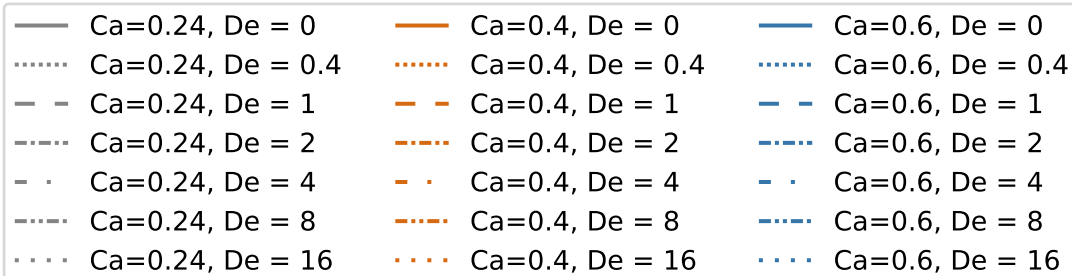 Ca=0.24, De = 0 Ca=0.4, De = 0 Ca=0.6, De = 0
Ca=0.24, De = 0.4 Ca=0.4, De = 0.4 Ca=0.6, De = 0.4
Ca=0.24, De = 1 Ca=0.4, De = 1 Ca=0.6, De = 1
Ca=0.24, De = 2 Ca=0.4, De = 2 Ca=0.6, De = 2
Ca=0.24, De = 4 Ca=0.4, De = 4 Ca=0.6, De = 4
Ca=0.24, De = 8 Ca=0.4, De = 8 Ca=0.6, De = 8
Ca=0.24, De = 16 Ca=0.4, De = 16 Ca=0.6, De = 16